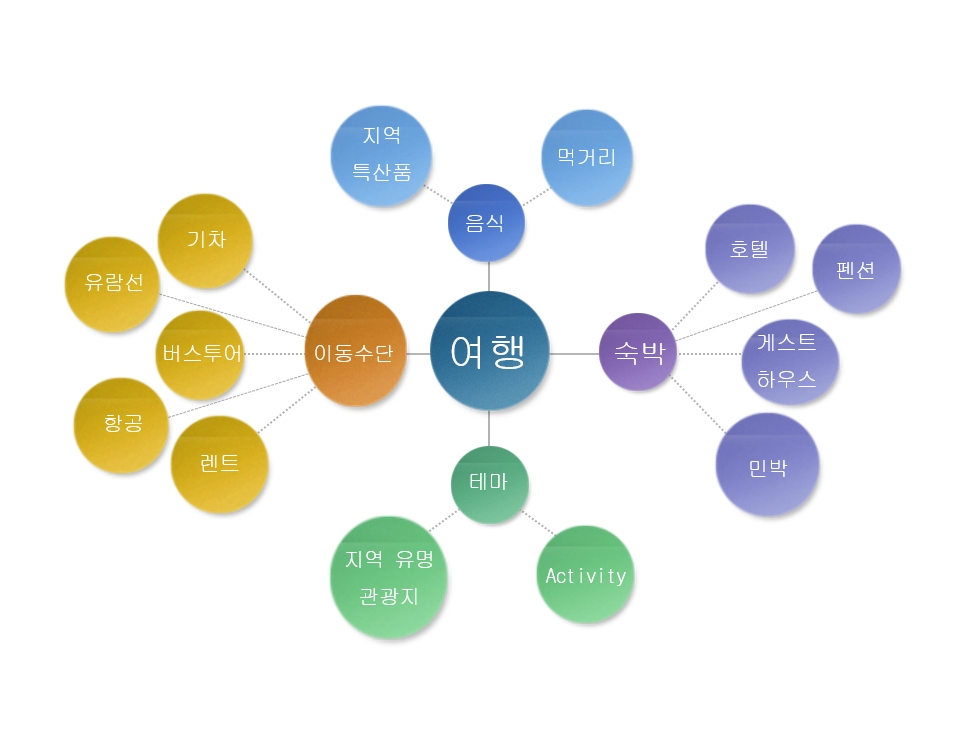 지역
특산품
먹거리
음식
기차
유람선
버스투어
항공
렌트
이동수단
여행
숙박
호텔
펜션
게스트
하우스
민박
테마
지역 유명
관광지
Activity